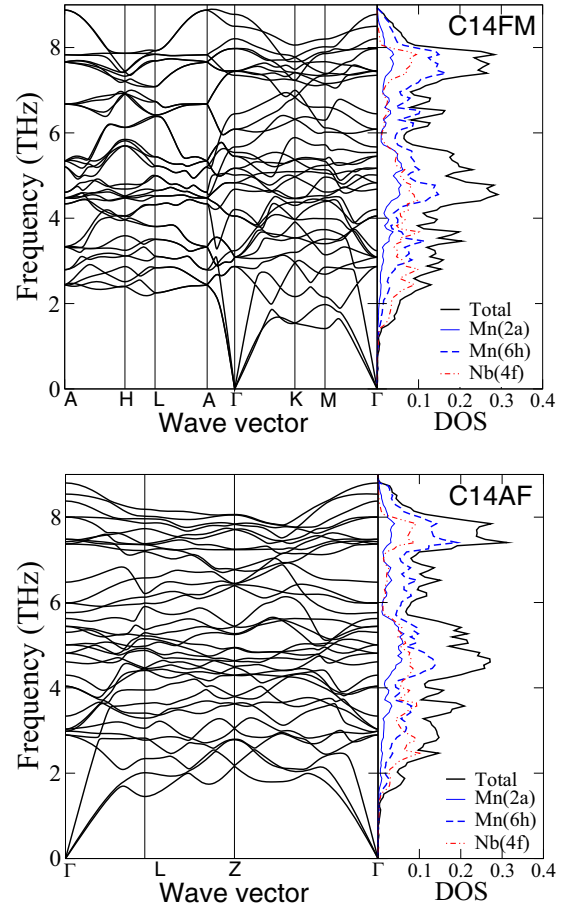 C14FM
Frequency (THz)
8
6
4
2
0
Total
Mn(2a)
Mn(6h)
Nb(4f)
A H L A Γ K M Γ 0.1 0.2 0.3 0.4
Wave vector DOS
C14AF
Frequency (THz)
8
6
4
2
0
Total
Mn(2a)
Mn(6h)
Nb(4f)
Γ L Z Γ 0.1 0.2 0.3 0.4
Wave vector DOS